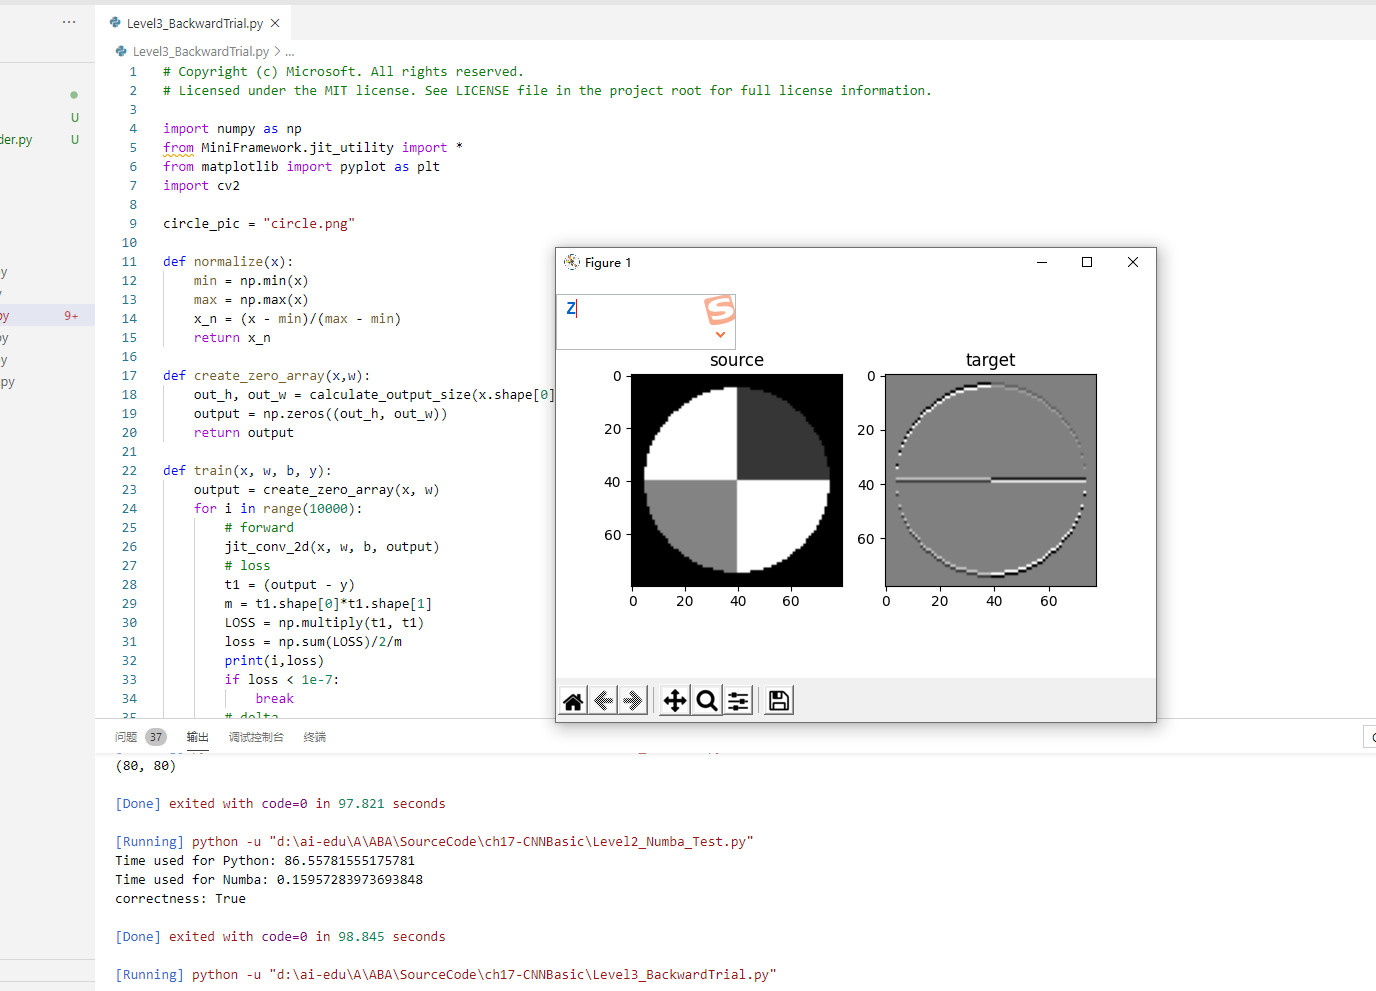 Level3_BackwardTrial.py
Level3_BackwardTrial.py > ...
U
der.py U
y
py 9+
py
y
.py
1 # Copyright (c) Microsoft. All rights reserved.
2 # Licensed under the MIT license. See LICENSE file in the project root for full license information.
3
4 import numpy as np
5 from MiniFramework.jit_utility import *
6 from matplotlib import pyplot as plt
7 import cv2
8
9 circle_pic = "circle.png"
10
11 def normalize(x):
12 min = np.min(x)
13 max = np.max(x)
14 x_n = (x - min)/(max - min)
15 return x_n
16
17 def create_zero_array(x,w):
18 out_h, out_w = calculate_output_size(x.shape[0]
19 output = np.zeros((out_h, out_w))
20 return output
21
22 def train(x, w, b, y):
23 output = create_zero_array(x, w)
24 for i in range(10000):
25 # forward
26 jit_conv_2d(x, w, b, output)
27 # loss
28 t1 = (output - y)
29 m = t1.shape[0]*t1.shape[1]
30 LOSS = np.multiply(t1, t1)
31 loss = np.sum(LOSS)/2/m
32 print(i,loss)
33 if loss < 1e-7:
34 break
35 # delta
Figure 1
Z
source
0
20
40
60
0 20 40 60
target
0
20
40
60
0 20 40 60
问题 37 输出 调试控制台 终端
(80, 80)
[Done] exited with code=0 in 97.821 seconds
[Running] python -u "d:\ai-edu\A\ABA\SourceCode\ch17-CNNBasic\Level2_Numba_Test.py"
Time used for Python: 86.55781555175781
Time used for Numba: 0.15957283973693848
correctness: True
[Done] exited with code=0 in 98.845 seconds
[Running] python -u "d:\ai-edu\A\ABA\SourceCode\ch17-CNNBasic\Level3_BackwardTrial.py"